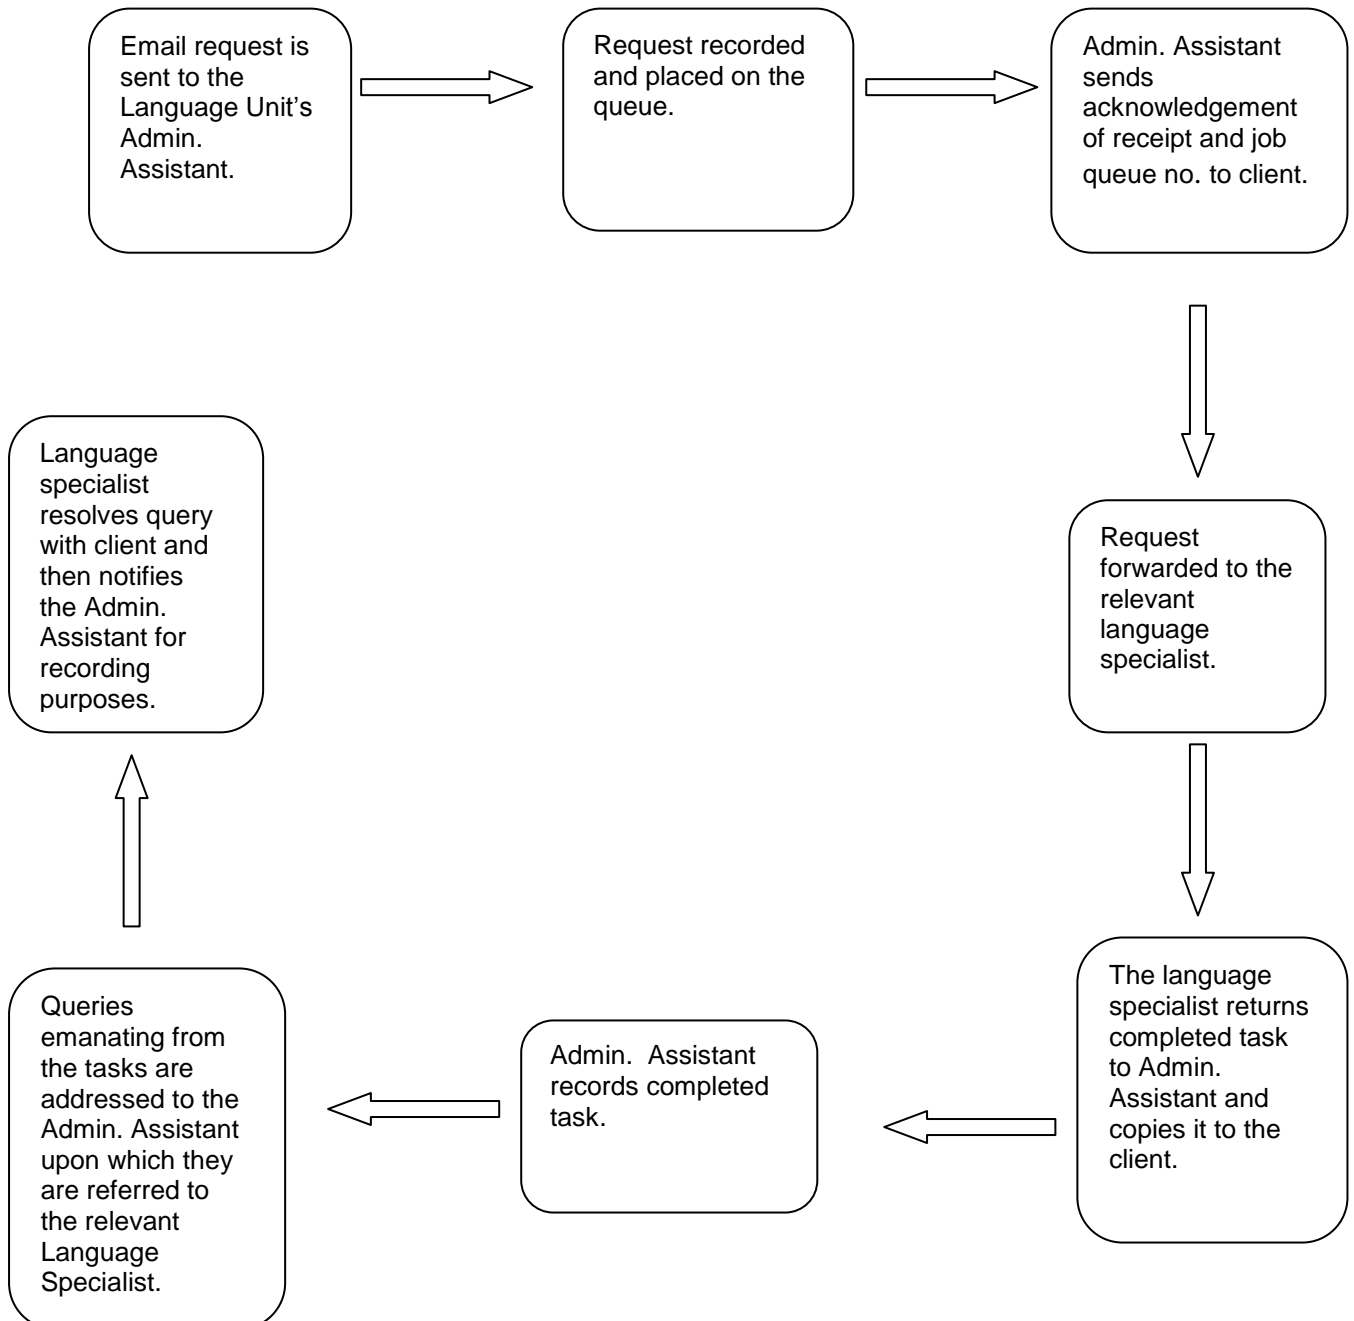 Email request is
sent to the
Language Unit’s
Admin.
Assistant.
Request recorded
and placed on the
queue.
Admin. Assistant
sends
acknowledgement
of receipt and job
queue no. to client.
Request
forwarded to the
relevant
language
specialist.
The language
specialist returns
completed task
to Admin.
Assistant and
copies it to the
client.
Admin.  Assistant
records completed
task.
Queries
emanating from
the tasks are
addressed to the
Admin. Assistant
upon which they
are referred to
the relevant
Language
Specialist.
Language
specialist
resolves query
with client and
then notifies
the Admin.
Assistant for
recording
purposes.